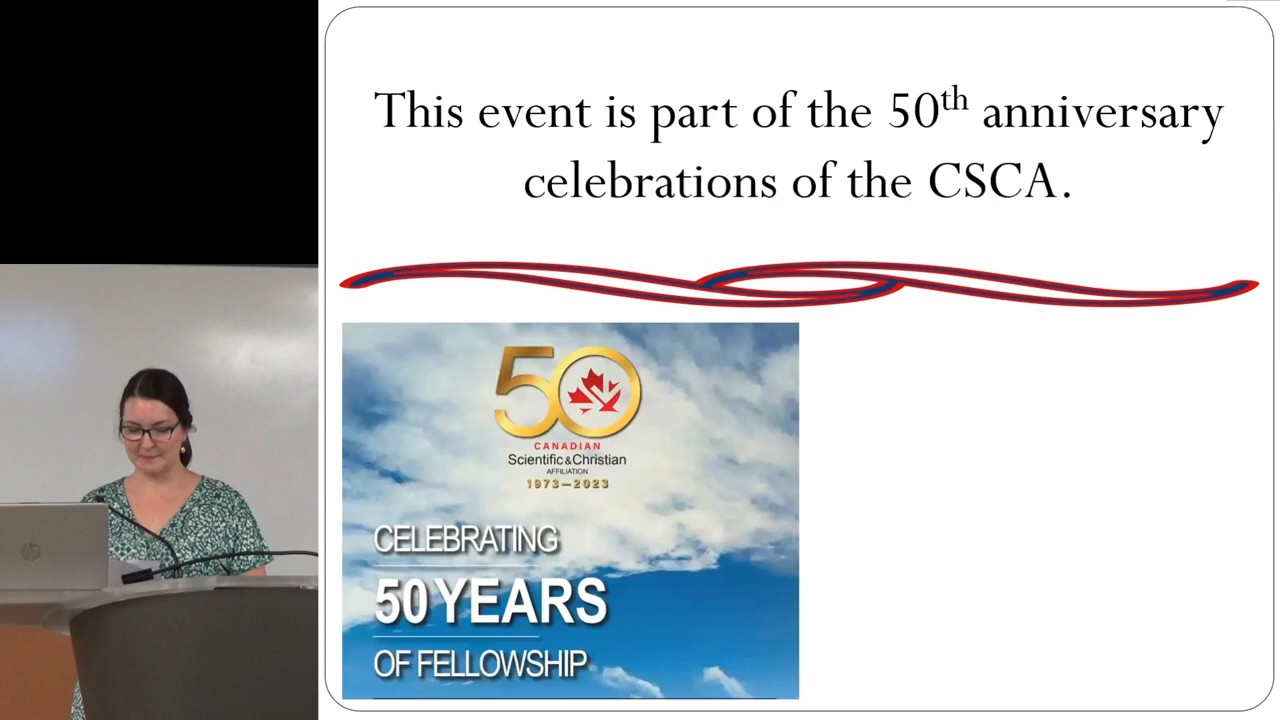 This event is part of the 50th anniversary
celebrations of the CSCA.
50
CANADIAN
Scientific & Christian
AFFILIATION
1973—2023
CELEBRATING
50 YEARS
OF FELLOWSHIP
hp